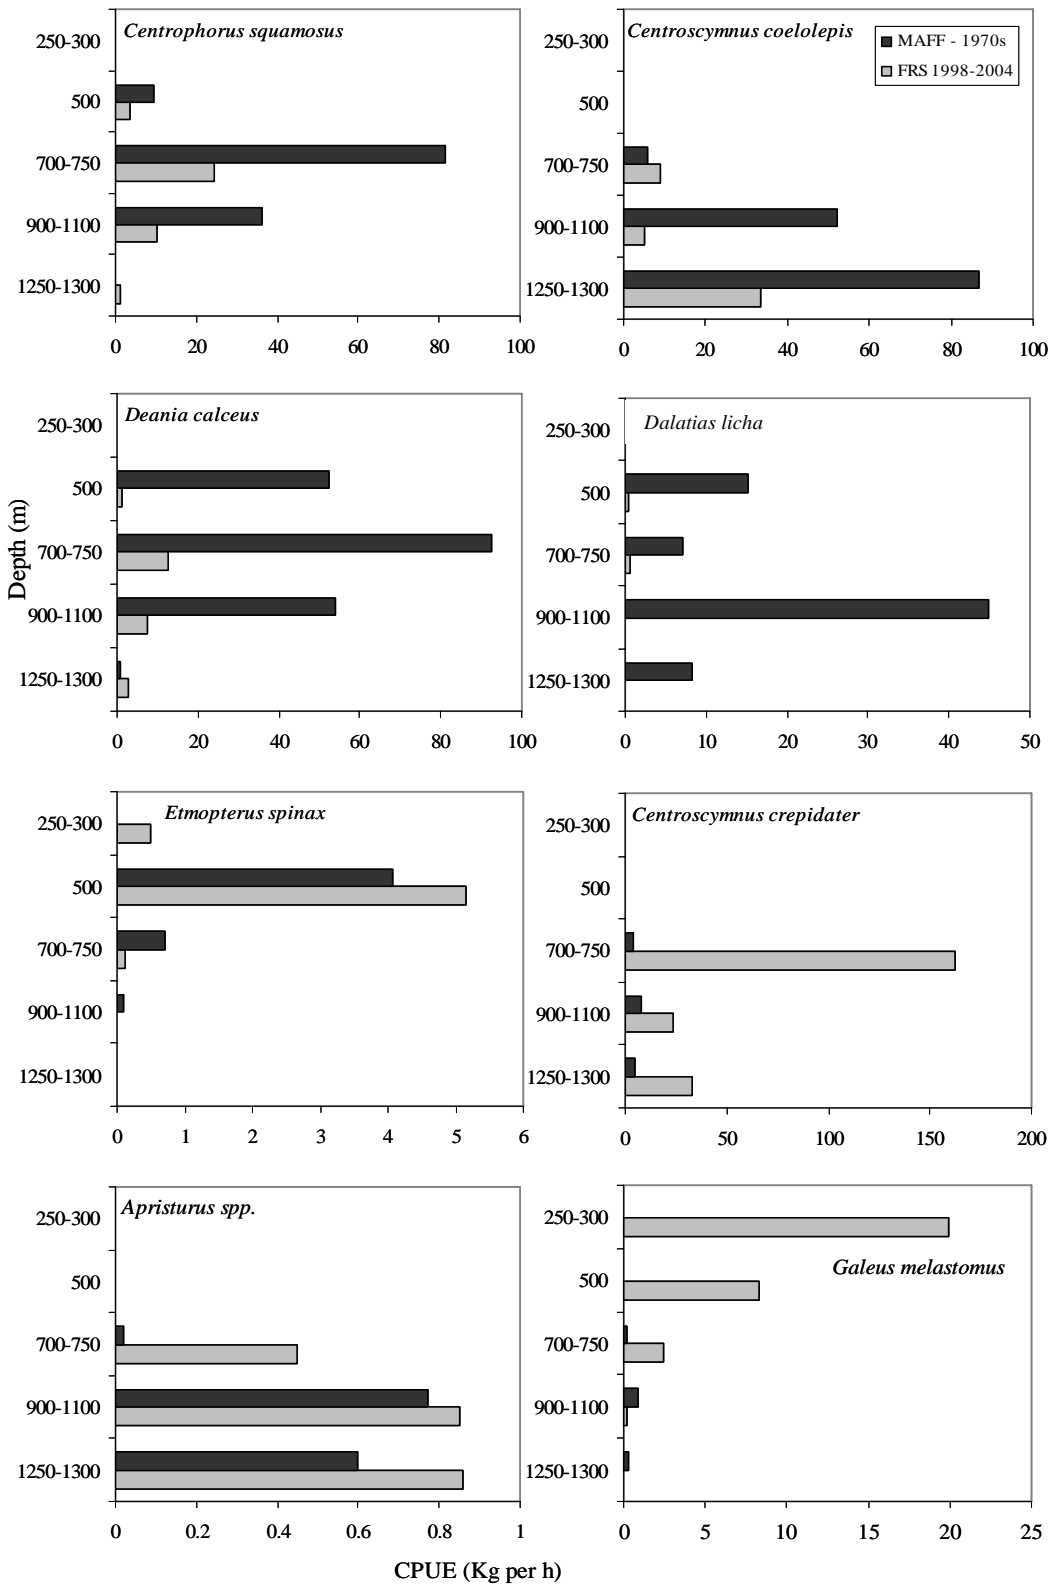 Centrophorus squamosus
250-300
500
700-750
900-1100
1250-1300
0 20 40 60 80 100
Centroscymnus coelolepis
MAFF - 1970s
FRS 1998-2004
250-300
500
700-750
900-1100
1250-1300
0 20 40 60 80 100
Depth (m)
Deania calceus
250-300
500
700-750
900-1100
1250-1300
0 20 40 60 80 100
Dalatias licha
250-300
500
700-750
900-1100
1250-1300
0 10 20 30 40 50
Etmopterus spinax
250-300
500
700-750
900-1100
1250-1300
0 1 2 3 4 5 6
Centroscymnus crepidater
250-300
500
700-750
900-1100
1250-1300
0 50 100 150 200
Apristurus spp.
250-300
500
700-750
900-1100
1250-1300
0 0.2 0.4 0.6 0.8 1
Galeus melastomus
250-300
500
700-750
900-1100
1250-1300
0 5 10 15 20 25
CPUE (Kg per h)